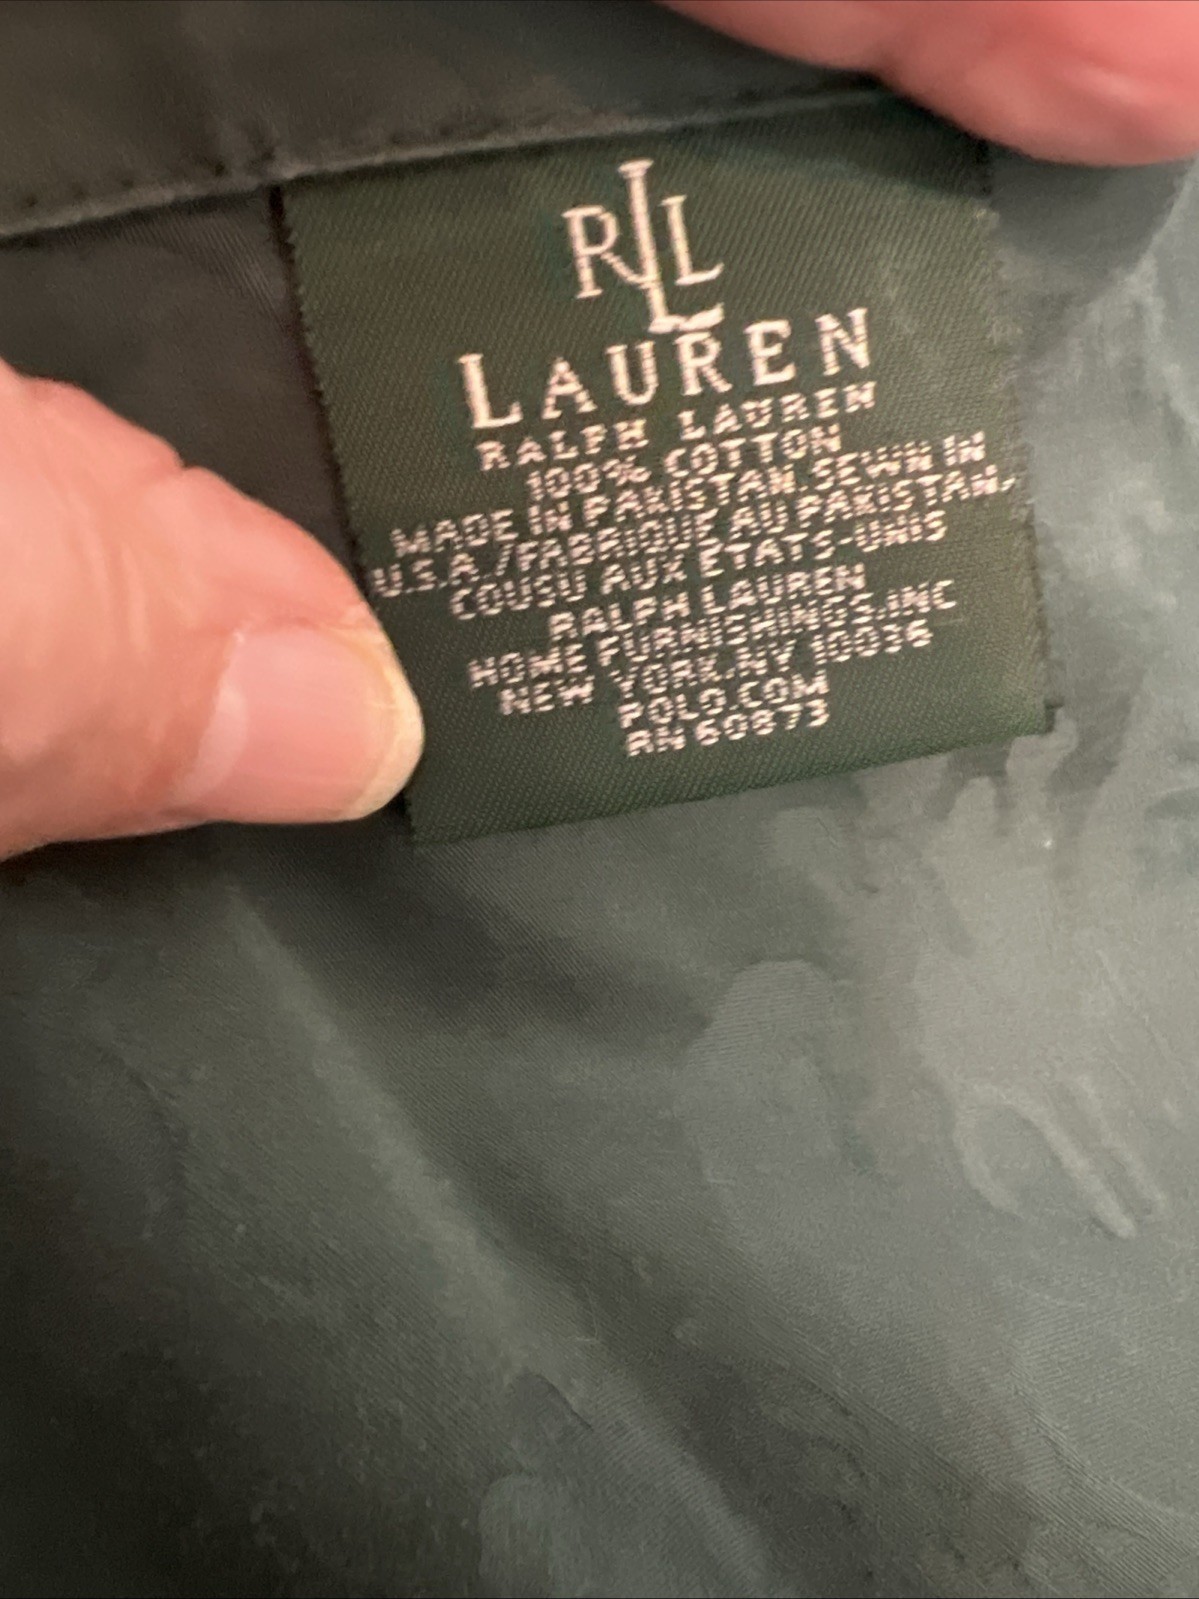 RLL
LAUREN
RALPH LAUREN
100% COTTON
MADE IN PAKISTAN.SEWN IN
U.S.A./FABRIQUE AU PAKISTAN.
COUSU AUX ETATS-UNIS
RALPH LAUREN
HOME FURNISHINGS,INC
NEW YORK,NY 10036
POLO.COM
RN 60873